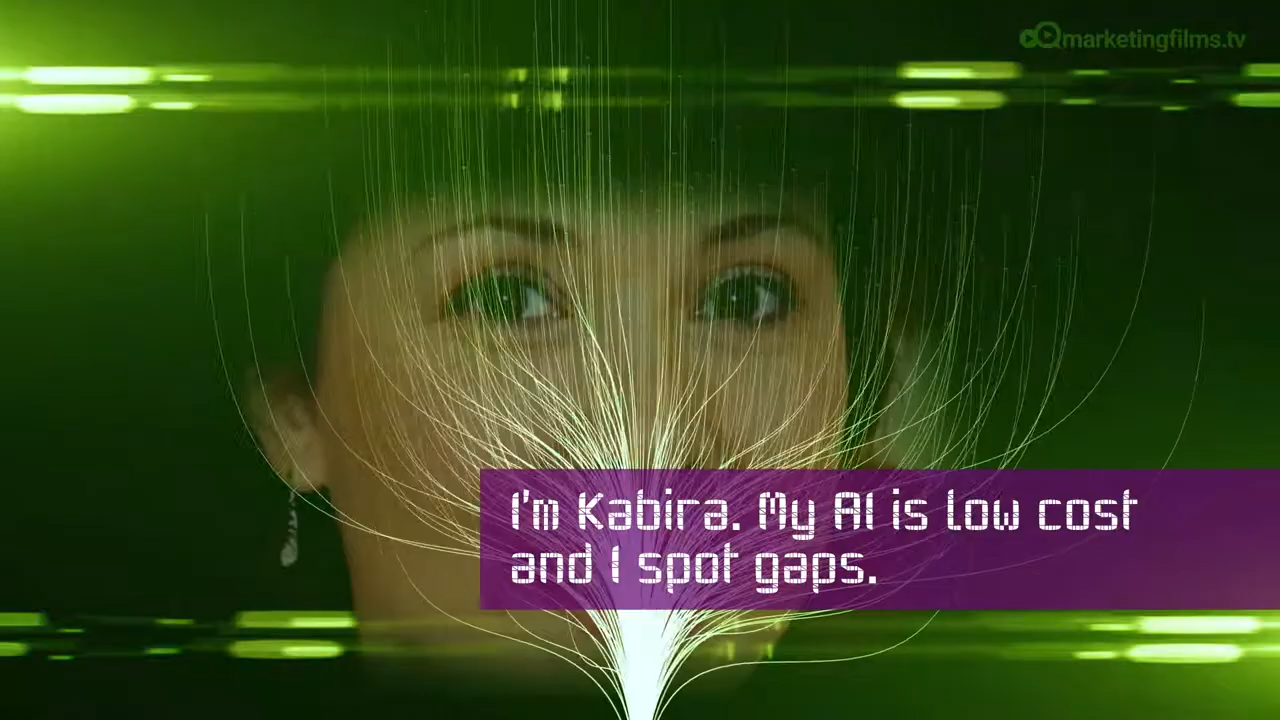 marketingfilms.tv
I'm Kabira. My AI is low cost
and I spot gaps.